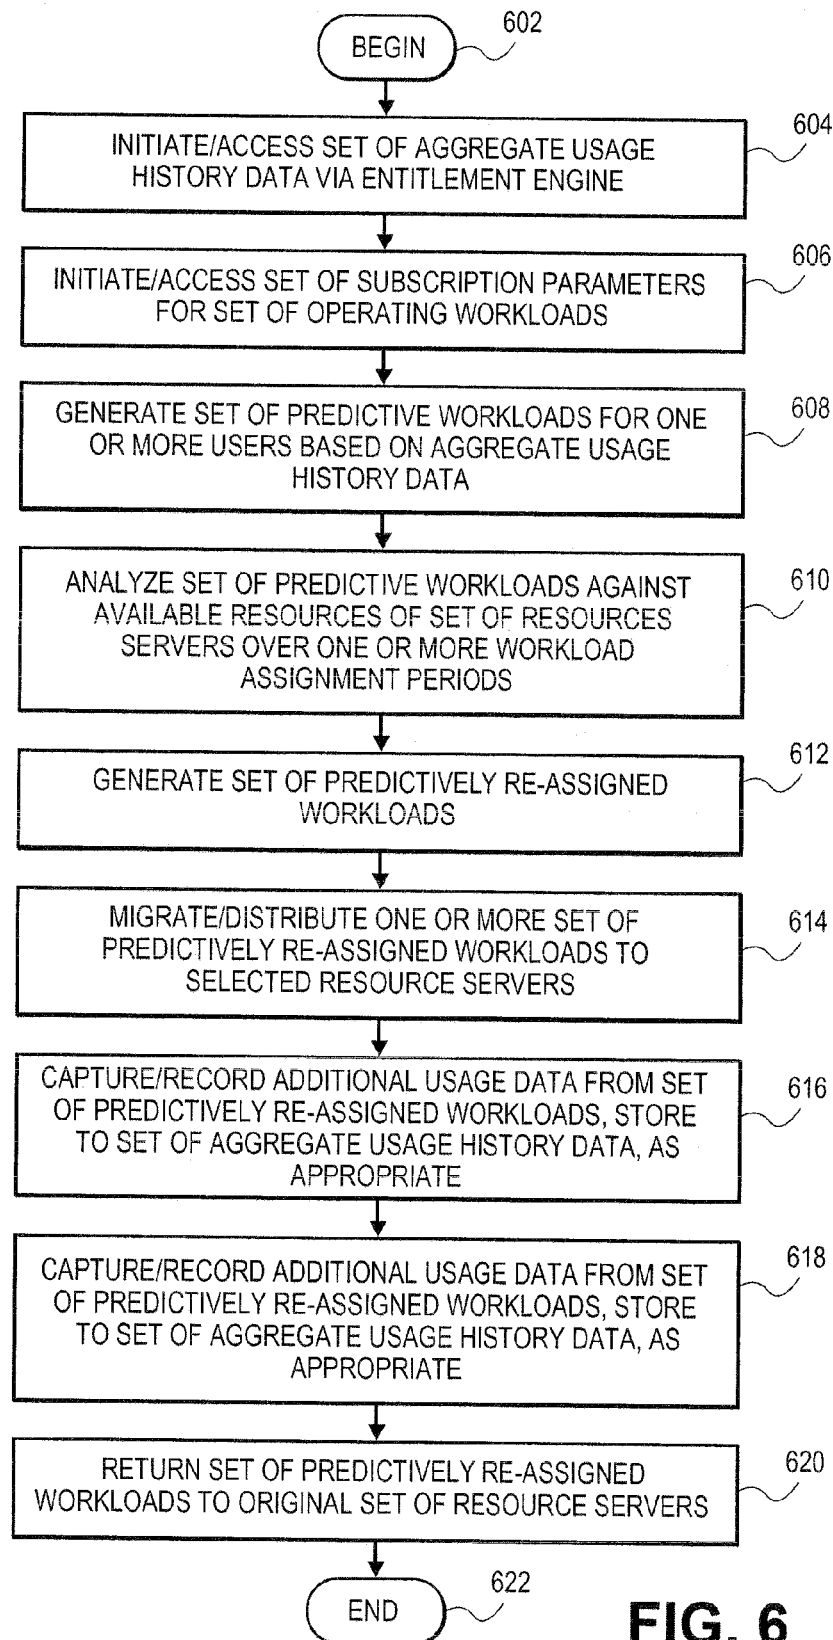 BEGIN
602
INITIATE/ACCESS SET OF AGGREGATE USAGE
HISTORY DATA VIA ENTITLEMENT ENGINE
604
INITIATE/ACCESS SET OF SUBSCRIPTION PARAMETERS
FOR SET OF OPERATING WORKLOADS
606
GENERATE SET OF PREDICTIVE WORKLOADS FOR ONE
OR MORE USERS BASED ON AGGREGATE USAGE
HISTORY DATA
608
ANALYZE SET OF PREDICTIVE WORKLOADS AGAINST
AVAILABLE RESOURCES OF SET OF RESOURCES
SERVERS OVER ONE OR MORE WORKLOAD
ASSIGNMENT PERIODS
610
GENERATE SET OF PREDICTIVELY RE-ASSIGNED
WORKLOADS
612
MIGRATE/DISTRIBUTE ONE OR MORE SET OF
PREDICTIVELY RE-ASSIGNED WORKLOADS TO
SELECTED RESOURCE SERVERS
614
CAPTURE/RECORD ADDITIONAL USAGE DATA FROM SET
OF PREDICTIVELY RE-ASSIGNED WORKLOADS, STORE
TO SET OF AGGREGATE USAGE HISTORY DATA, AS
APPROPRIATE
616
CAPTURE/RECORD ADDITIONAL USAGE DATA FROM SET
OF PREDICTIVELY RE-ASSIGNED WORKLOADS, STORE
TO SET OF AGGREGATE USAGE HISTORY DATA, AS
APPROPRIATE
618
RETURN SET OF PREDICTIVELY RE-ASSIGNED
WORKLOADS TO ORIGINAL SET OF RESOURCE SERVERS
620
END
622
FIG. 6